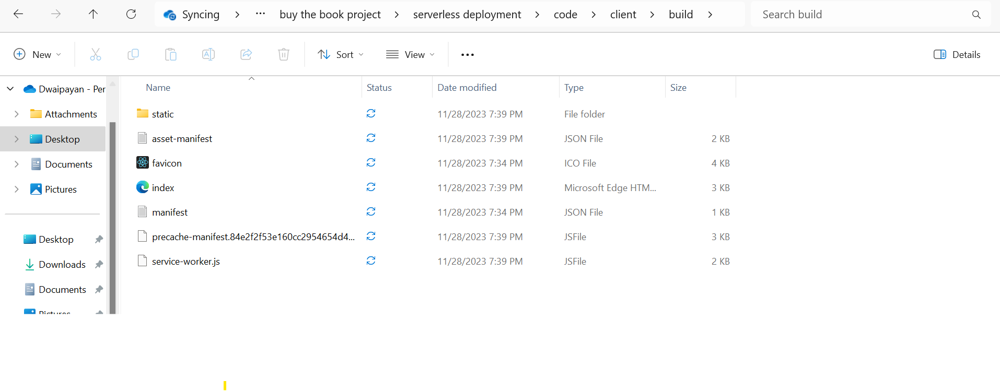 Syncing > ... buy the book project > serverless deployment > code > client > build > Search build
New Sort View ... Details
Name Status Date modified Type Size
Dwaipayan - Per
Attachments
Desktop
Documents
Pictures
Desktop
Downloads
Documents
Pictures
static 11/28/2023 7:39 PM File folder
asset-manifest 11/28/2023 7:39 PM JSON File 2 KB
favicon 11/28/2023 7:34 PM ICO File 4 KB
index 11/28/2023 7:39 PM Microsoft Edge HTM... 3 KB
manifest 11/28/2023 7:34 PM JSON File 1 KB
precache-manifest.84e2f2f53e160cc2954654d4... 11/28/2023 7:39 PM JSFile 3 KB
service-worker.js 11/28/2023 7:39 PM JSFile 2 KB